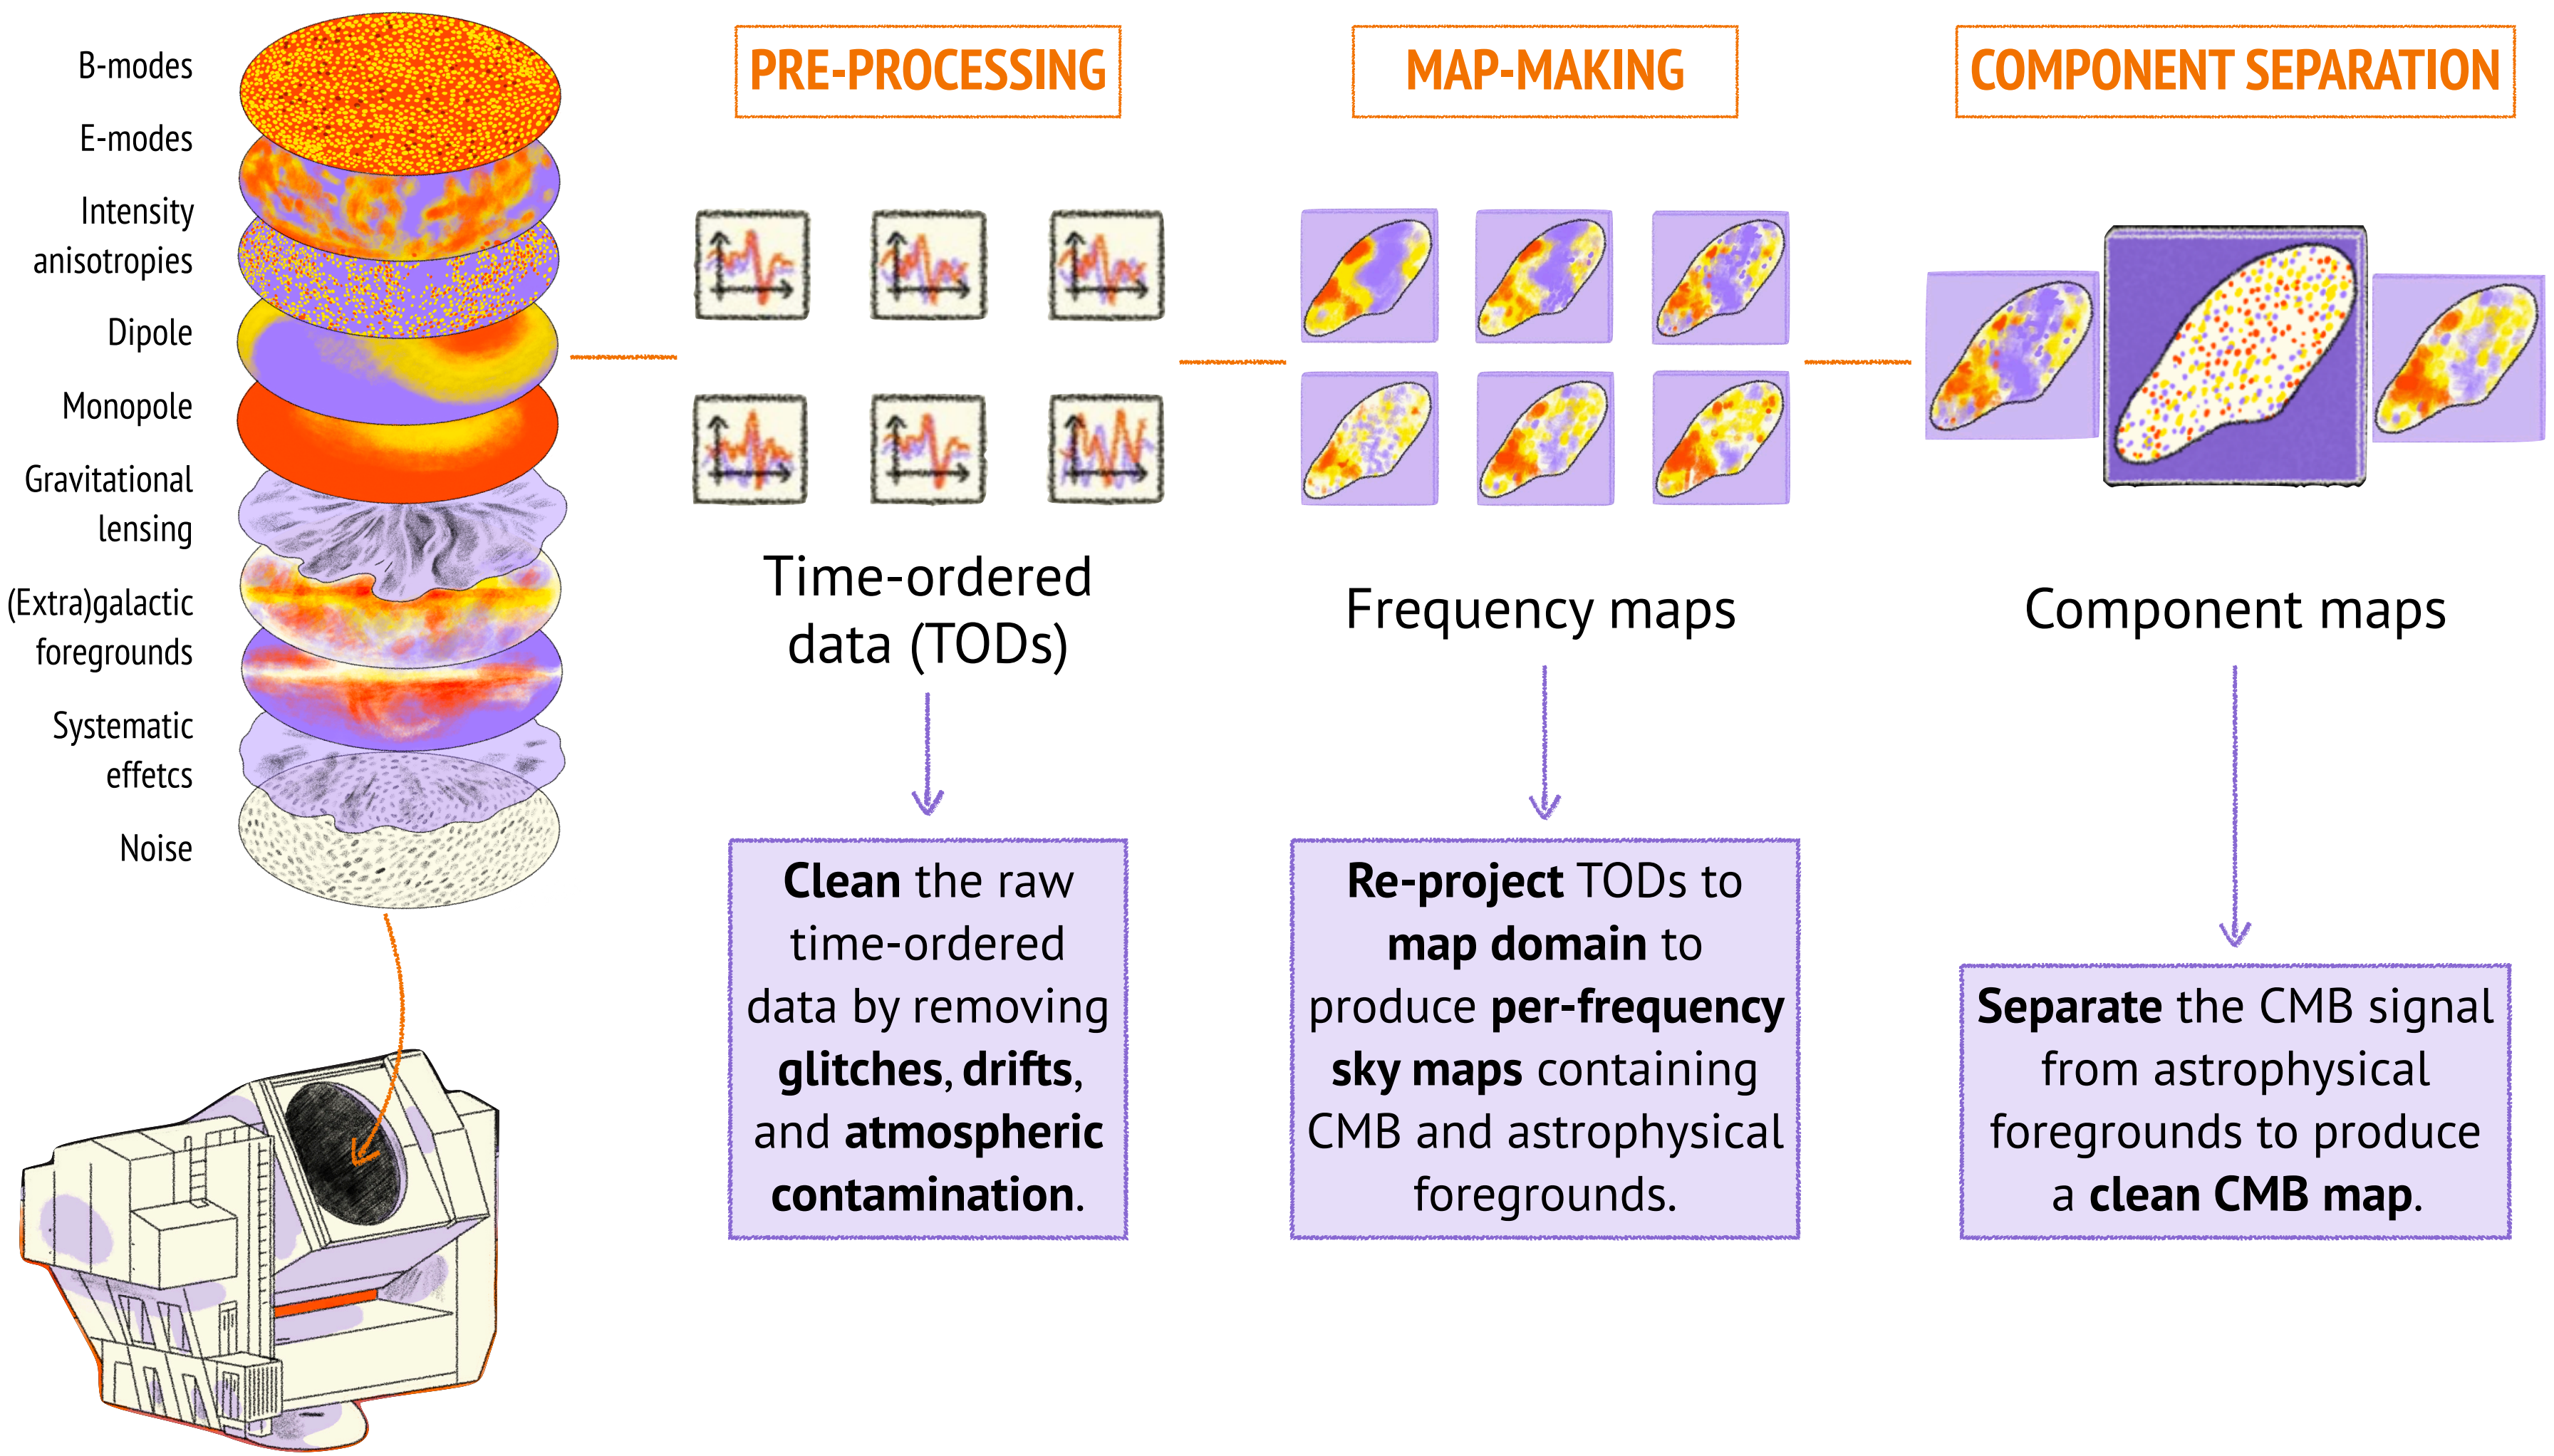 B-modes
E-modes
Intensity
anisotropies
Dipole
Monopole
Gravitational
lensing
(Extra)galactic
foregrounds
Systematic
effetcs
Noise
PRE-PROCESSING
Time-ordered
data (TODs)
Clean the raw
time-ordered
data by removing
glitches, drifts,
and atmospheric
contamination.
MAP-MAKING
Frequency maps
Re-project TODs to
map domain to
produce per-frequency
sky maps containing
CMB and astrophysical
foregrounds.
COMPONENT SEPARATION
Component maps
Separate the CMB signal
from astrophysical
foregrounds to produce
a clean CMB map.